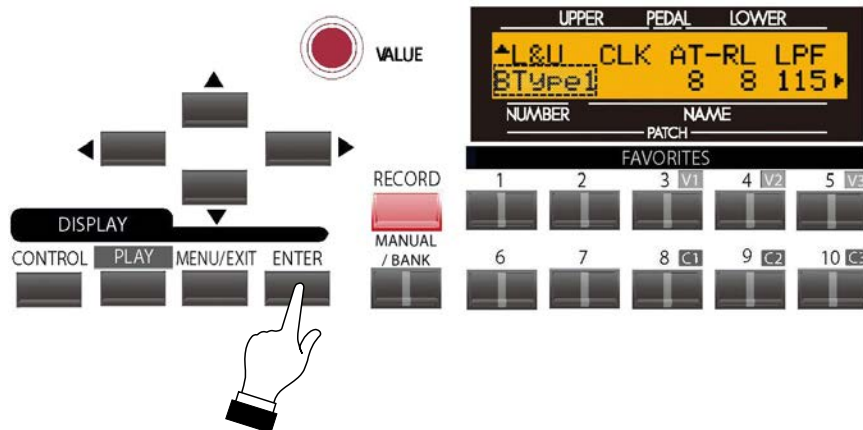 UPPER PEDAL LOWER
VALUE
L&U CLK AT-RL LPF
BType1 8 8 115
NUMBER NAME
PATCH
FAVORITES
RECORD
1 2 3 V1 4 V2 5 V3
DISPLAY
CONTROL PLAY MENU/EXIT ENTER
MANUAL
/ BANK
6 7 8 C1 9 C2 10 C3